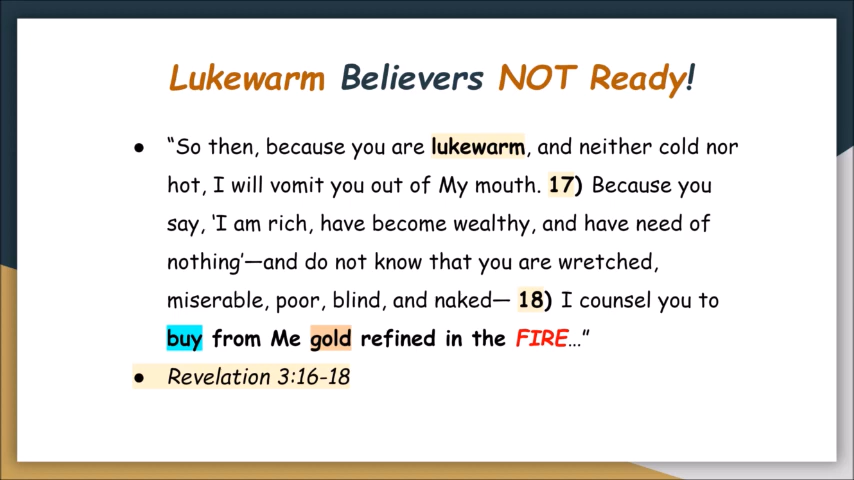 Lukewarm Believers NOT Ready!
● “So then, because you are lukewarm, and neither cold nor
hot, I will vomit you out of My mouth. 17) Because you
say, ‘I am rich, have become wealthy, and have need of
nothing’—and do not know that you are wretched,
miserable, poor, blind, and naked— 18) I counsel you to
buy from Me gold refined in the FIRE…”
● Revelation 3:16-18